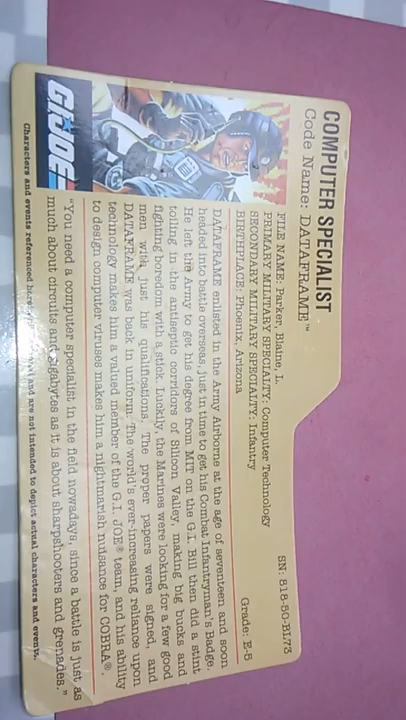 COMPUTER SPECIALIST
Code Name: DATAFRAME™
FILE NAME: Parker, Blaine, L. SN: 818-50-BL73
PRIMARY MILITARY SPECIALTY: Computer Technology
SECONDARY MILITARY SPECIALTY: Infantry
BIRTHPLACE: Phoenix, Arizona Grade: E-5
DATAFRAME enlisted in the Army Airborne at the age of seventeen and soon
headed into battle overseas, just in time to get his Combat Infantryman's Badge.
He left the Army to get his degree from MIT on the G.I. Bill then did a stint
toiling in the antiseptic corridors of Silicon Valley, making big bucks and
fighting boredom with a stick. Luckily, the Marines were looking for a few good
men with just his qualifications. The proper papers were signed, and
DATAFRAME was back in uniform. The world's ever-increasing reliance upon
technology makes him a valued member of the G.I. JOE® team, and his ability
to design computer viruses makes him a nightmarish nuisance for COBRA®.
"You need a computer specialist in the field nowadays, since a battle is just as
much about circuits and gigabytes as it is about sharpshooters and grenades."
G.I. JOE
Characters and events referenced and are not intended to depict actual characters and events.